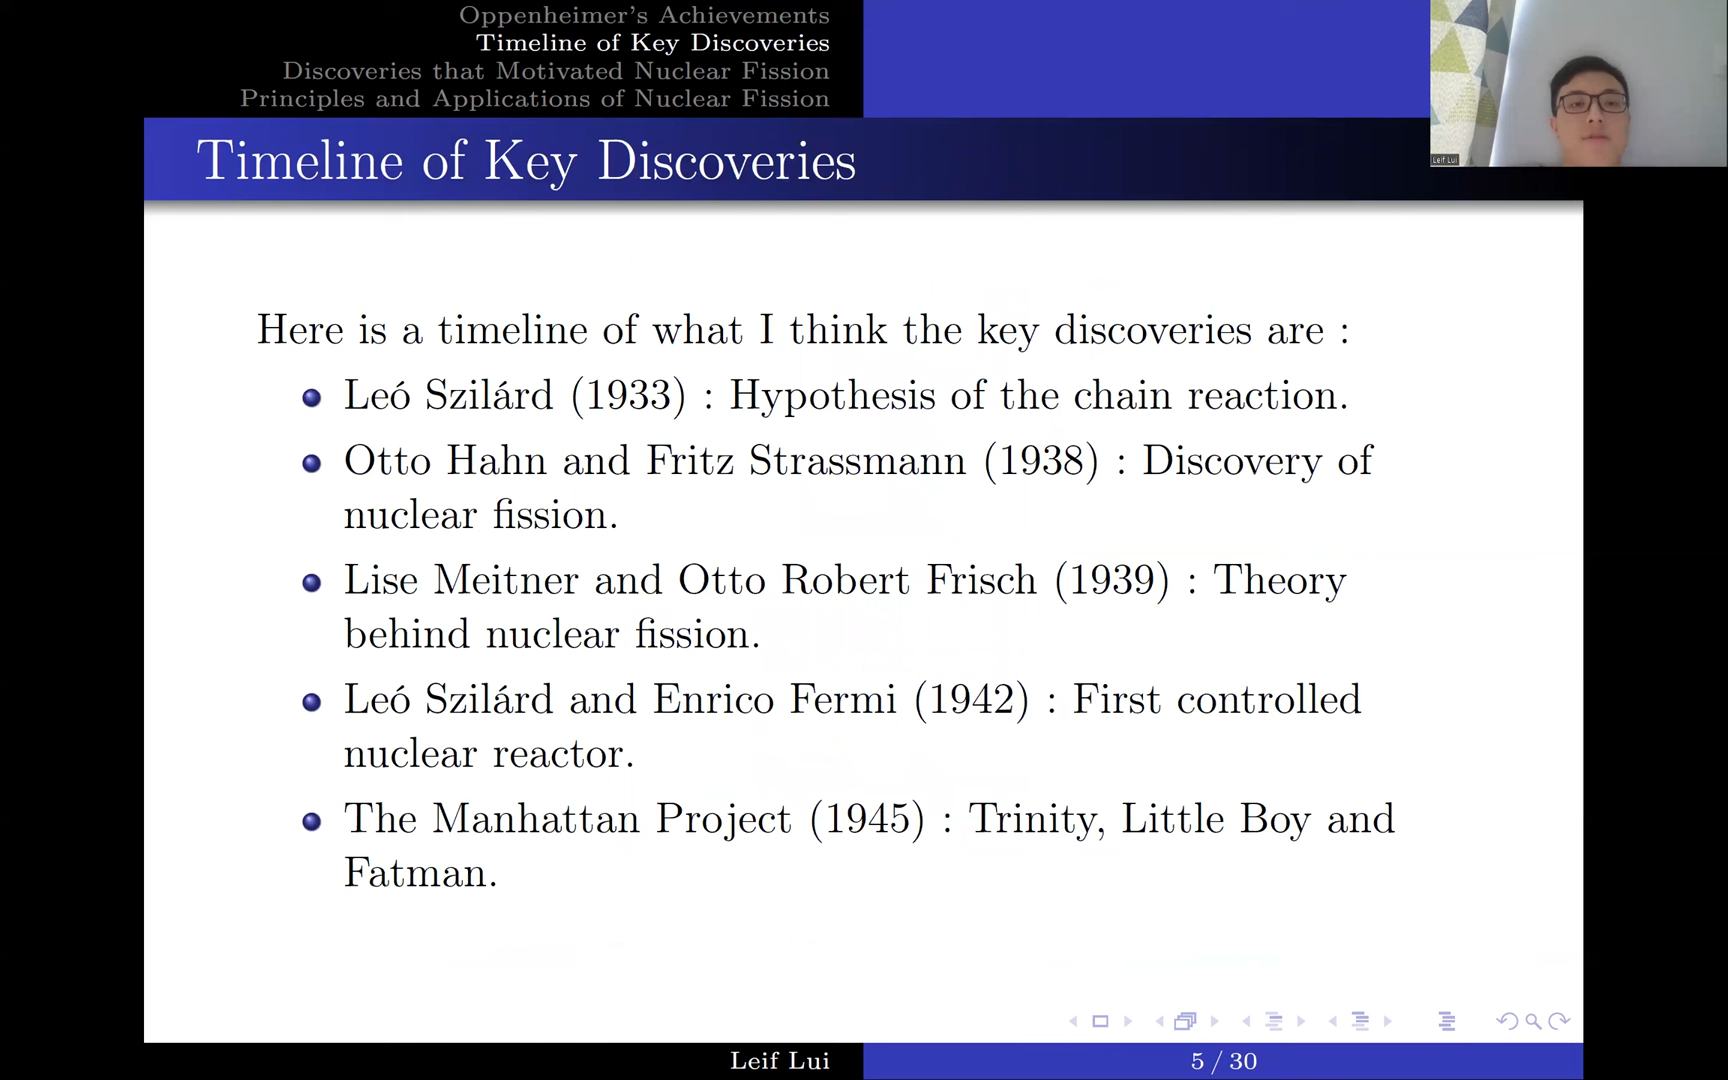 Oppenheimer's Achievements
Timeline of Key Discoveries
Discoveries that Motivated Nuclear Fission
Principles and Applications of Nuclear Fission
Leif Lui
Timeline of Key Discoveries
Here is a timeline of what I think the key discoveries are :
Leó Szilárd (1933) : Hypothesis of the chain reaction.
Otto Hahn and Fritz Strassmann (1938) : Discovery of
nuclear fission.
Lise Meitner and Otto Robert Frisch (1939) : Theory
behind nuclear fission.
Leó Szilárd and Enrico Fermi (1942) : First controlled
nuclear reactor.
The Manhattan Project (1945) : Trinity, Little Boy and
Fatman.
Leif Lui
5 / 30